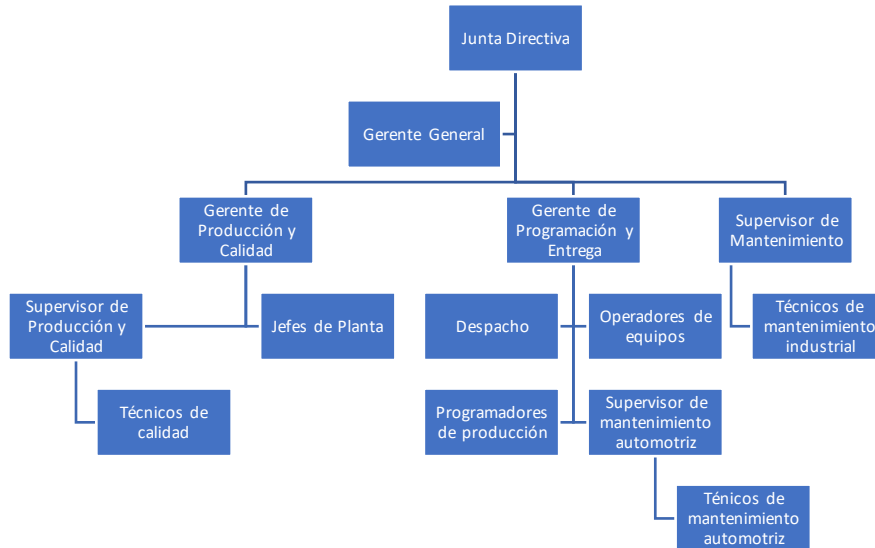 Junta Directiva
Gerente General
Gerente de
Producción y
Calidad
Gerente de
Programación y
Entrega
Supervisor de
Mantenimiento
Supervisor de
Producción y
Calidad
Jefes de Planta
Despacho
Operadores de
equipos
Técnicos de
mantenimiento
industrial
Técnicos de
calidad
Programadores
de producción
Supervisor de
mantenimiento
automotriz
Ténicos de
mantenimiento
automotriz